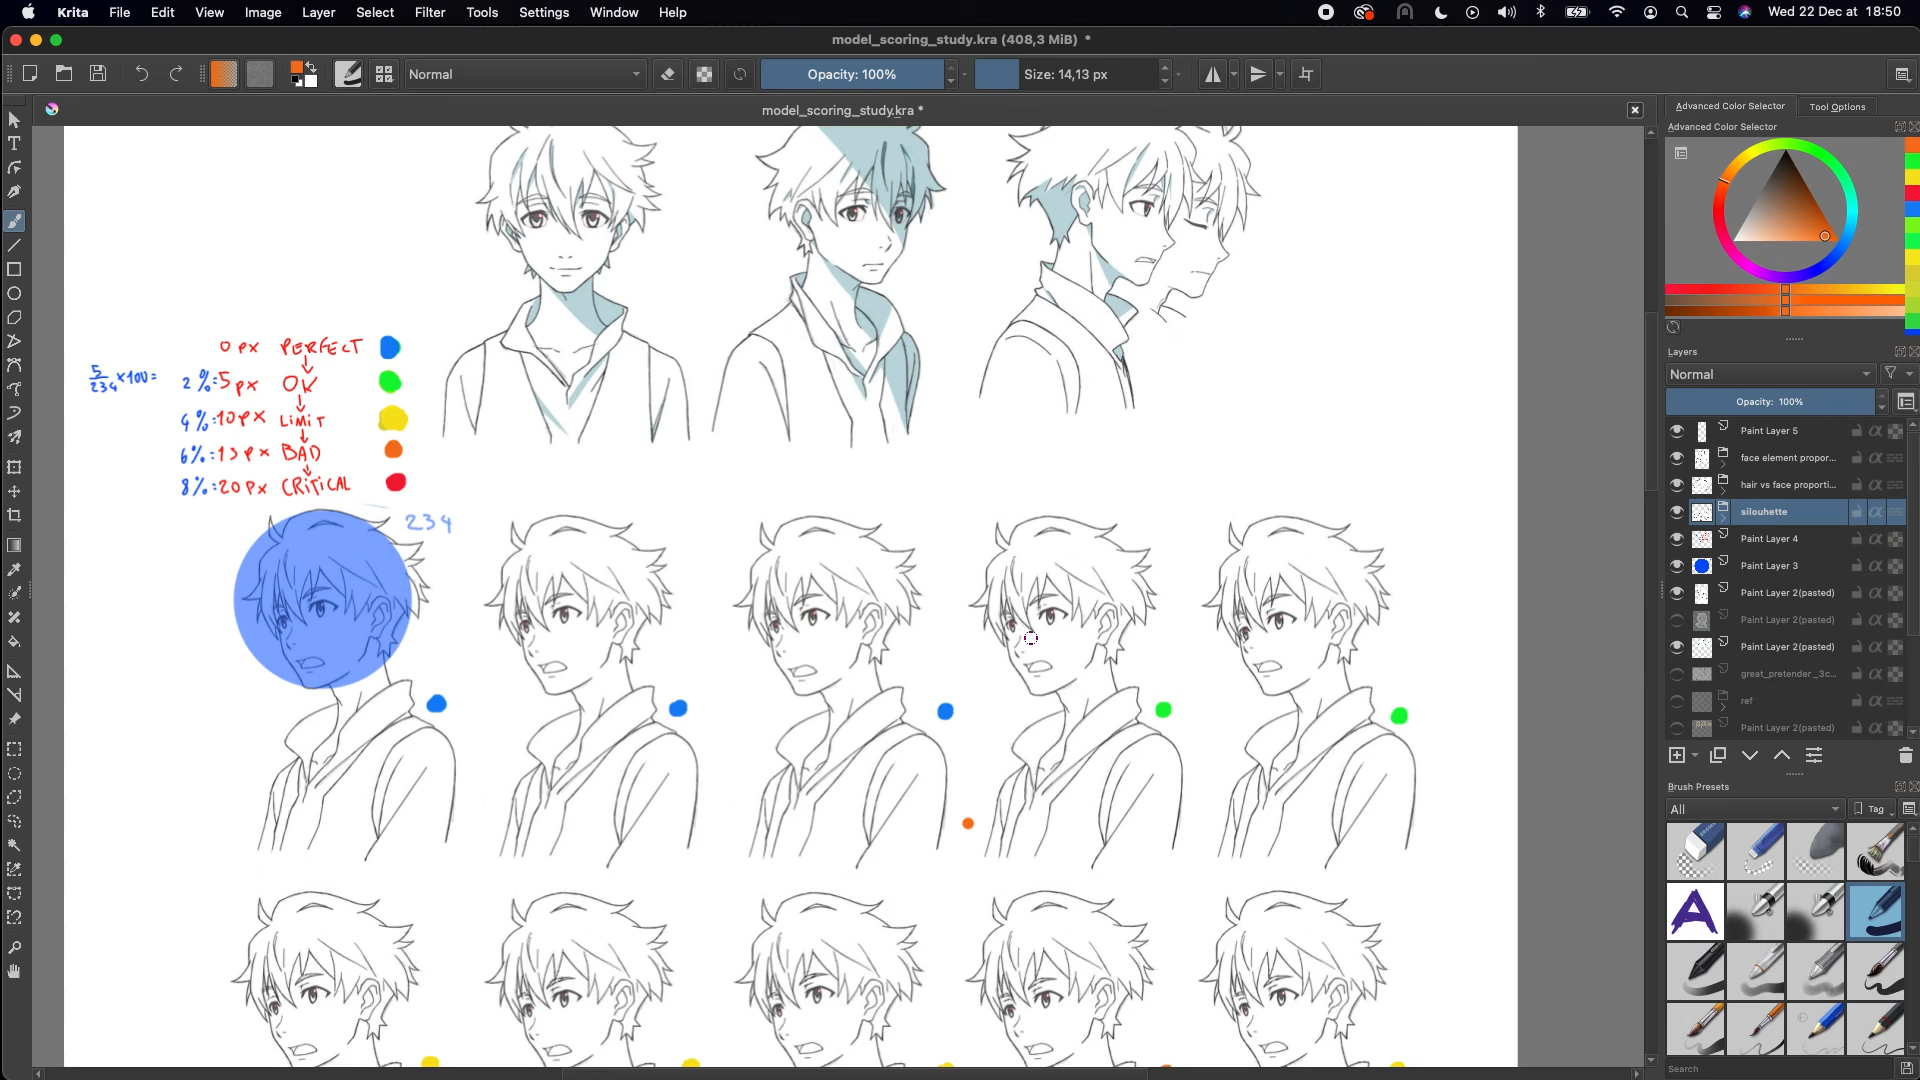 Krita File Edit View Image Layer Select Filter Tools Settings Window Help
Wed 22 Dec at 18:50
model_scoring_study.kra (408,3 MiB) *
Normal
Opacity: 100%
Size: 14,13 px
model_scoring_study.kra *
Advanced Color Selector
Tool Options
Advanced Color Selector
0 px PERFECT
5/234 x100=
2%:5 px OK
4%:10 px LIMIT
6%:15 px BAD
8%:20 px CRITICAL
234
Layers
Normal
Opacity: 100%
Paint Layer 5
face element propor...
hair vs face proporti...
silouhette
Paint Layer 4
Paint Layer 3
Paint Layer 2(pasted)
Paint Layer 2(pasted)
Paint Layer 2(pasted)
great_pretender_3c...
ref
Paint Layer 2(pasted)
Brush Presets
All
Tag
A
Search